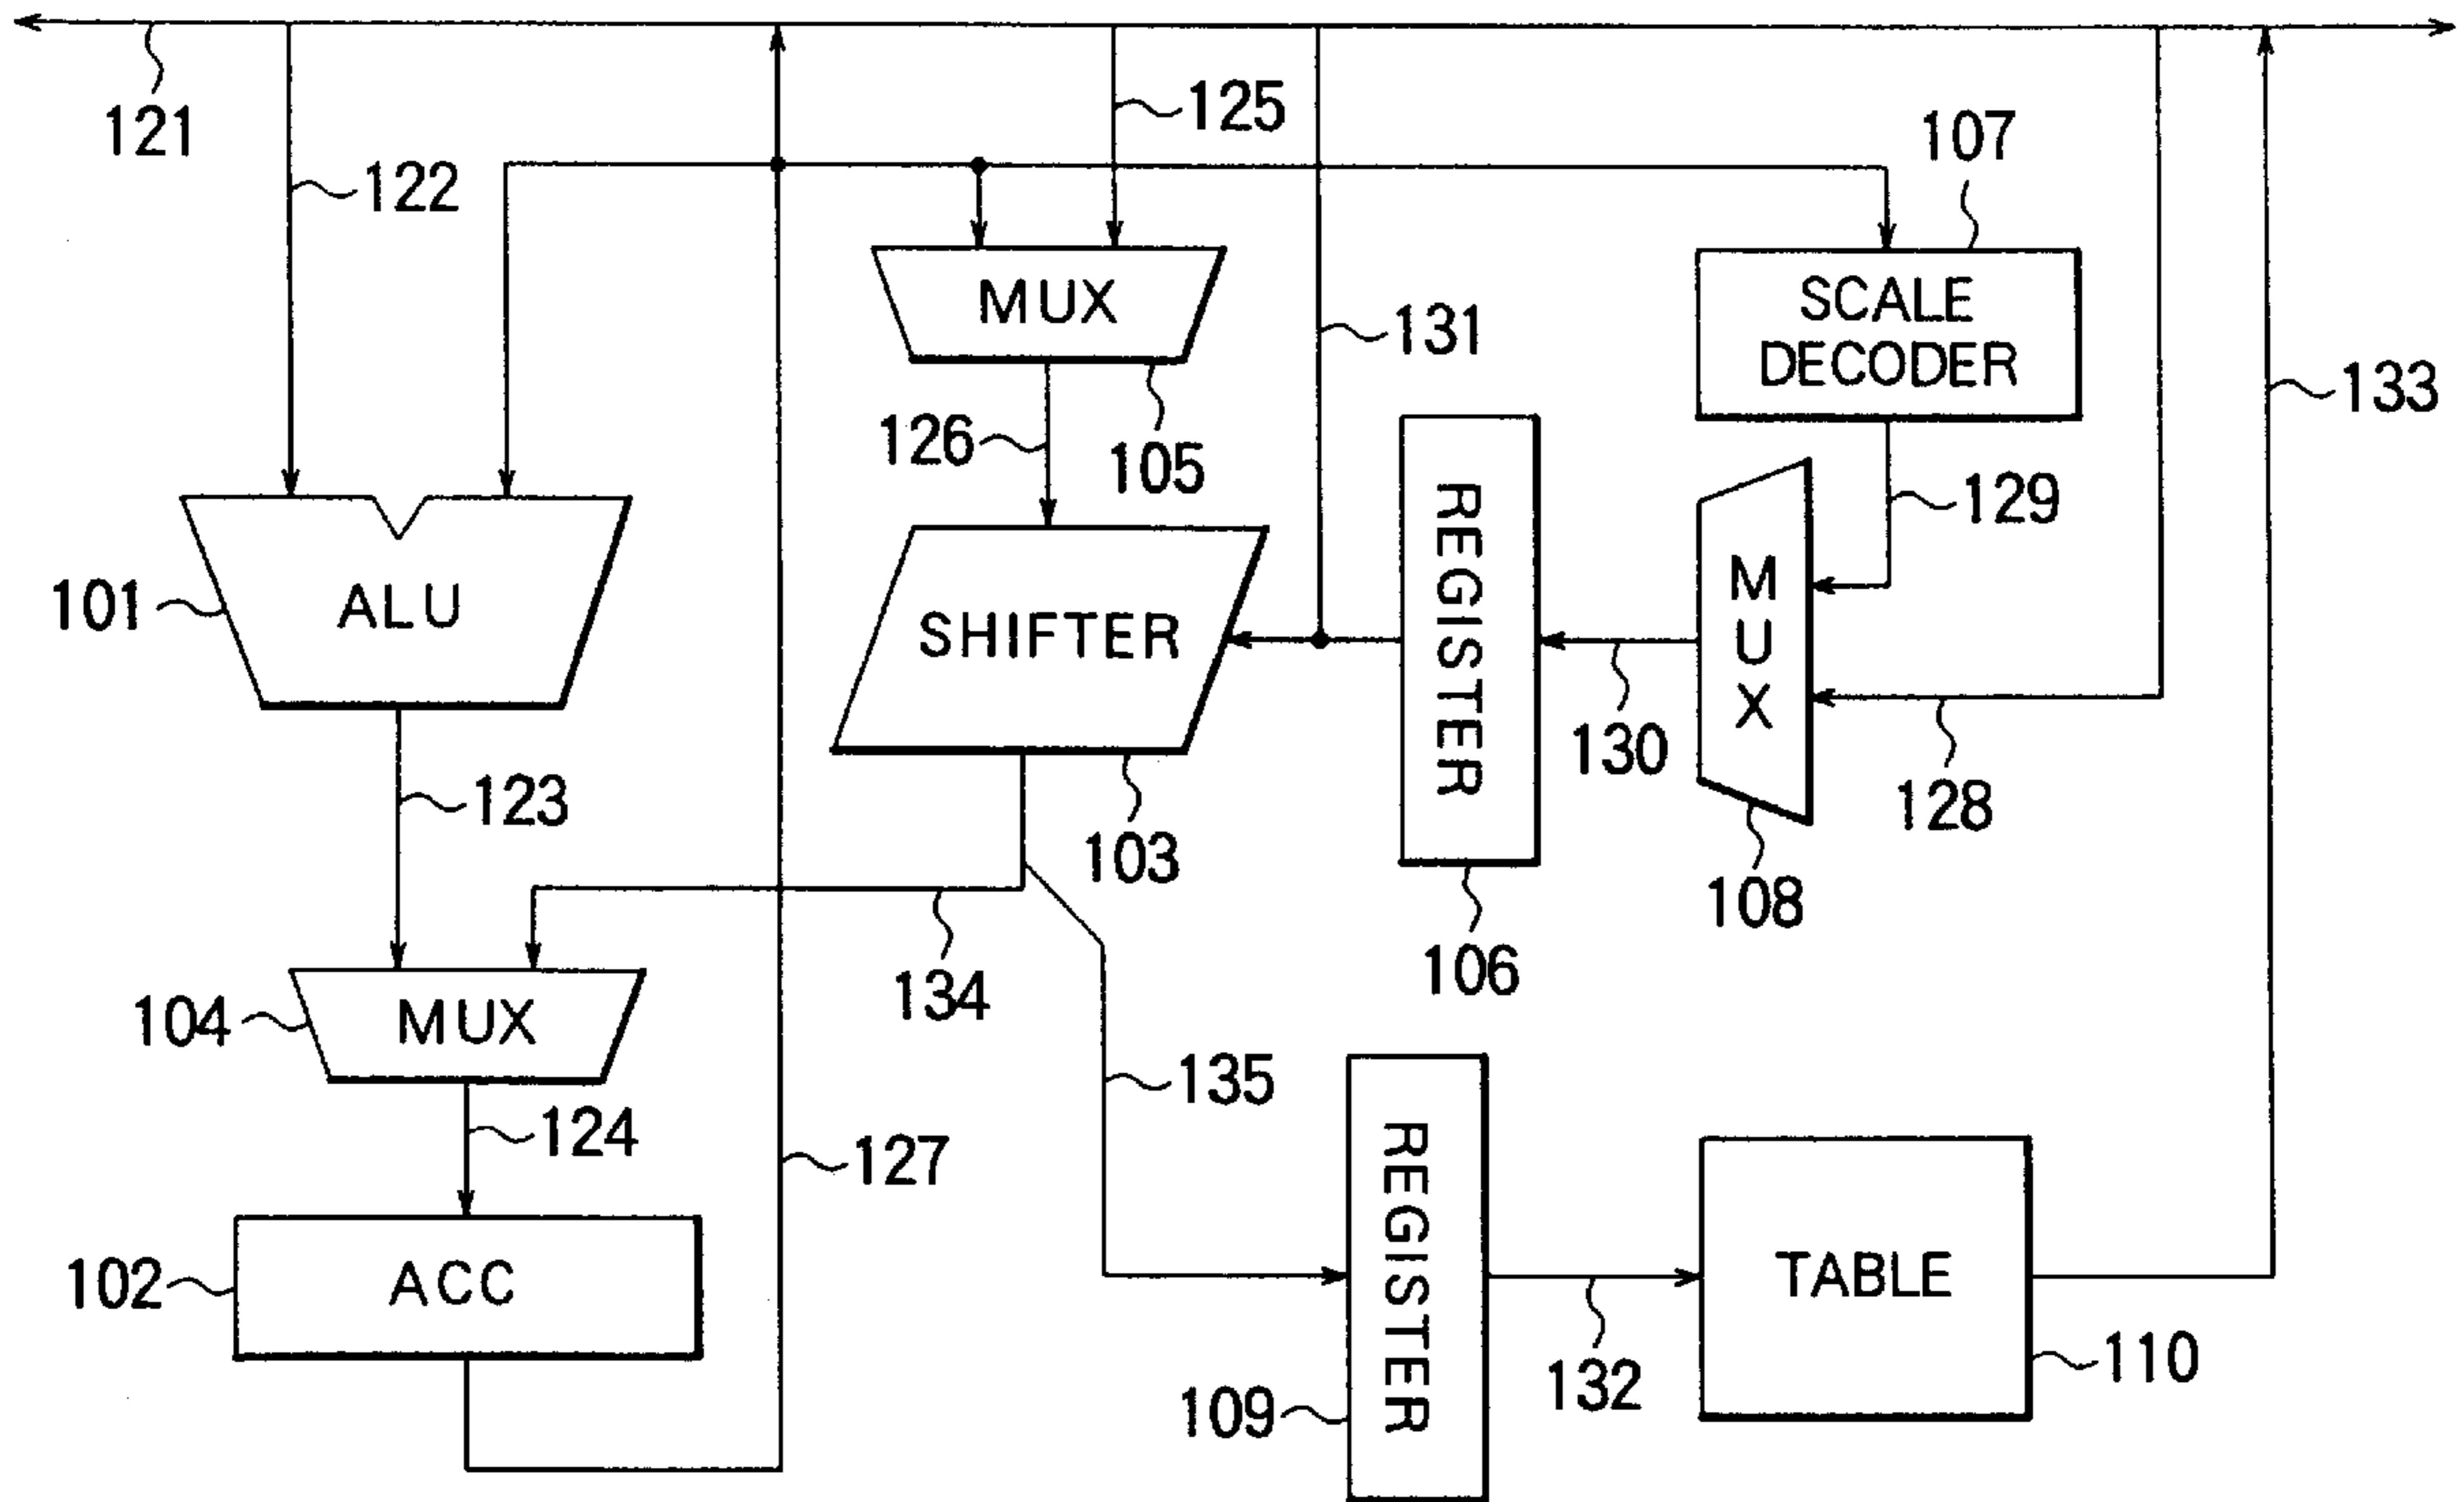 121
122
125
107
MUX
131
SCALE
DECODER
133
126
105
129
101
ALU
SHIFTER
REGISTER
MUX
130
128
123
103
108
134
106
104
MUX
135
124
127
REGISTER
102
ACC
TABLE
132
110
109